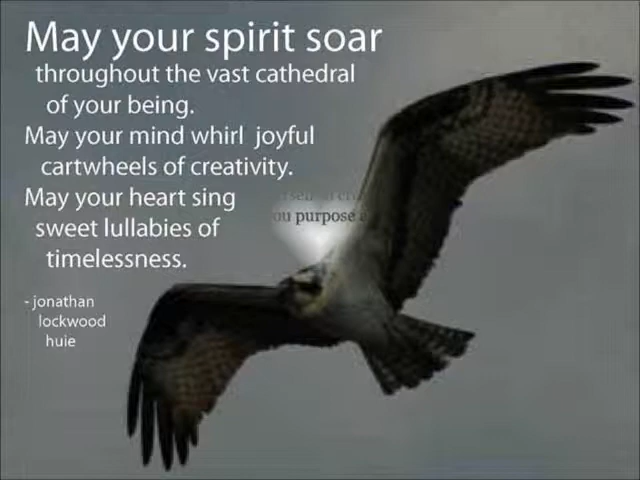 May your spirit soar
throughout the vast cathedral
of your being.
May your mind whirl joyful
cartwheels of creativity.
May your heart sing
sweet lullabies of
timelessness.
purpose
- jonathan
lockwood
huie